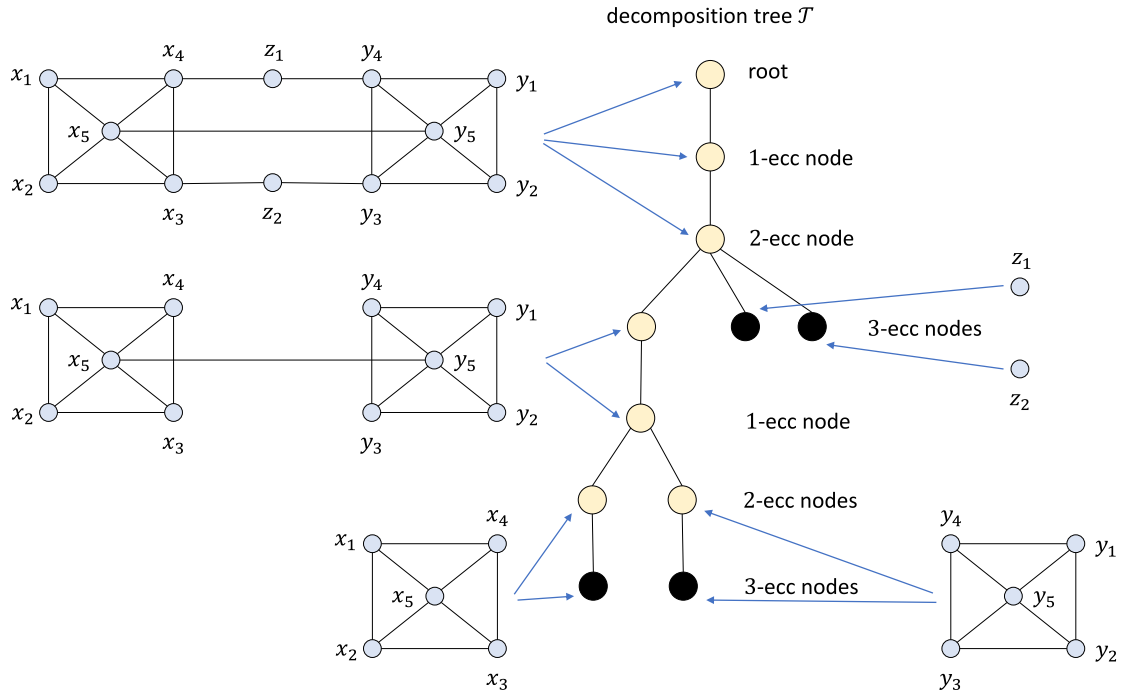 decomposition tree 𝒯
x₄ z₁ y₄
x₁ y₁ root
x₅ y₅
1-ecc node
x₂ y₂
x₃ z₂ y₃
2-ecc node
z₁
x₄ y₄
x₁ y₁
3-ecc nodes
x₅ y₅
z₂
x₂ y₂
1-ecc node
x₃ y₃
2-ecc nodes
x₄ y₄
x₁ y₁
3-ecc nodes
x₅ y₅
x₂ y₂
x₃ y₃